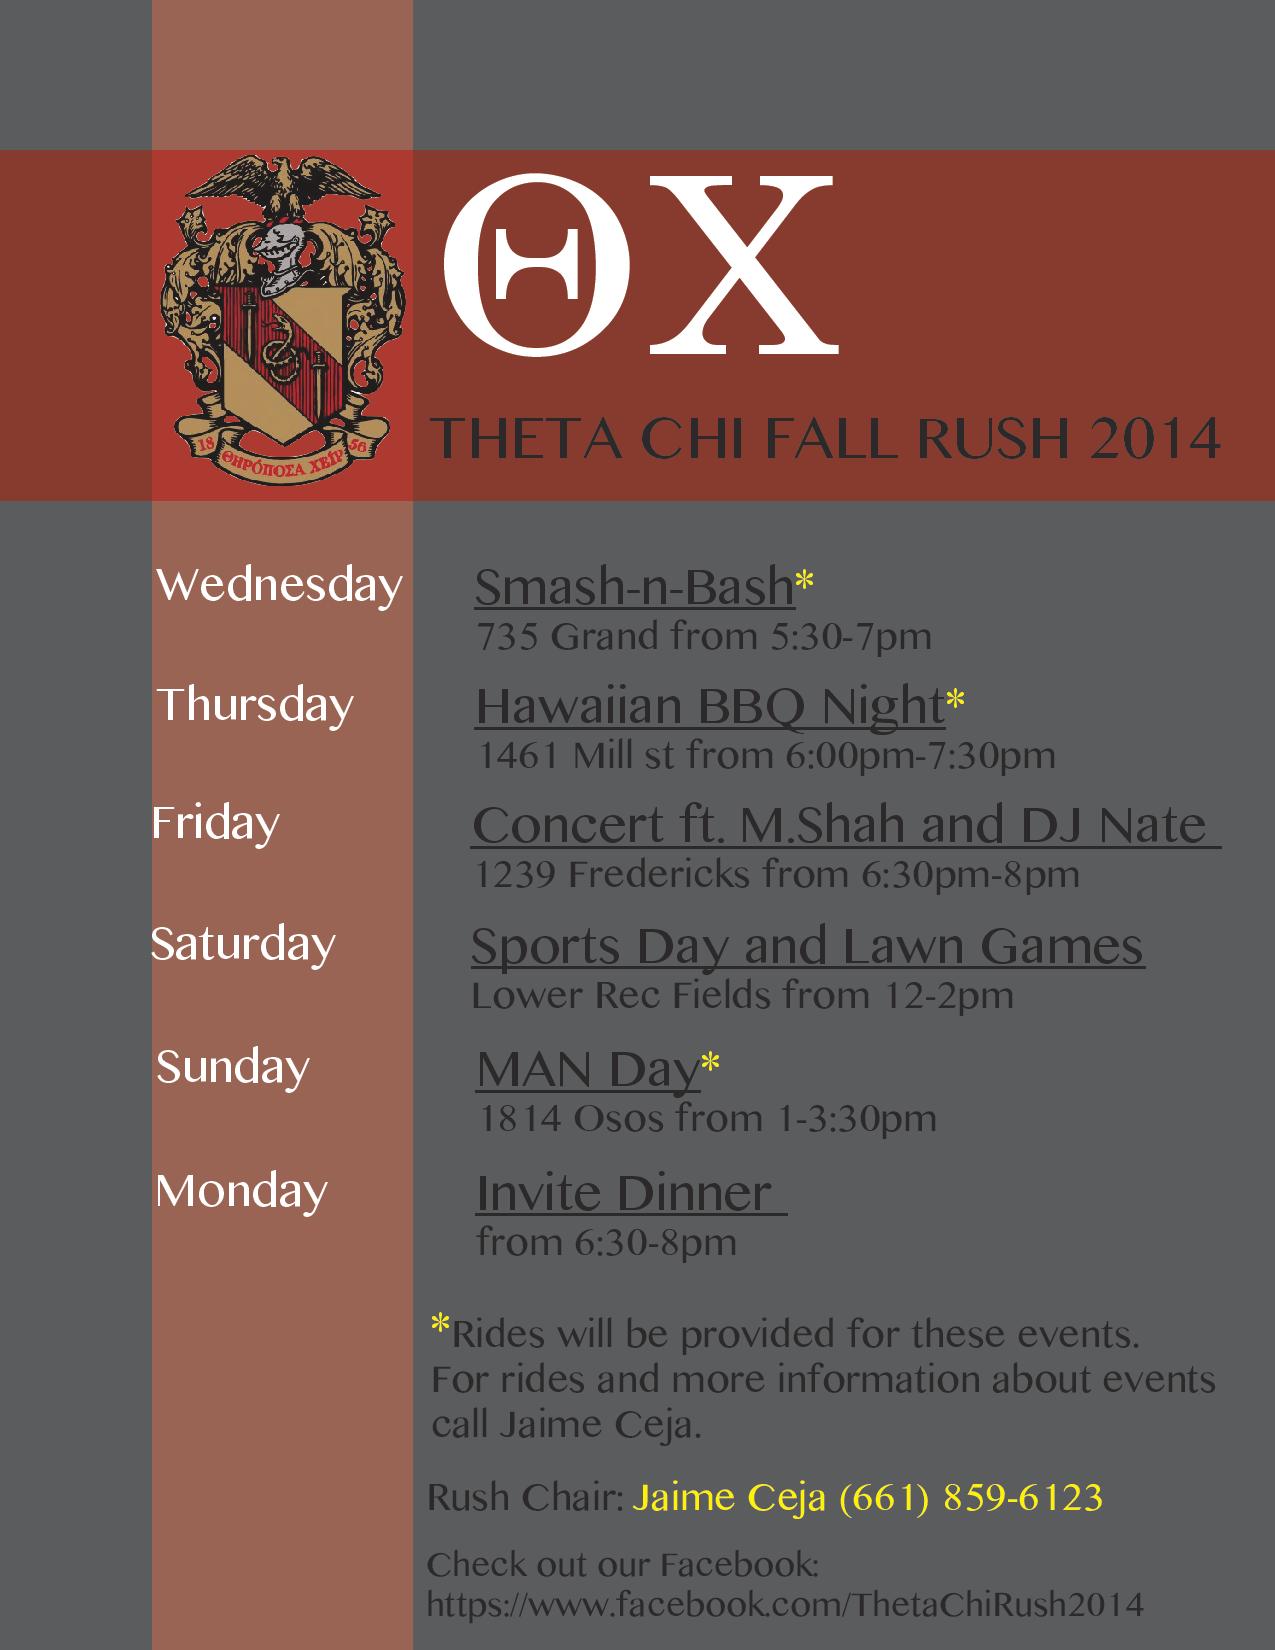 ΘΧ
18 56
ΘΗΡΌΠΟΣΑ ΧΕΊΡ
THETA CHI FALL RUSH 2014
Wednesday
Smash-n-Bash*
735 Grand from 5:30-7pm
Thursday
Hawaiian BBQ Night*
1461 Mill st from 6:00pm-7:30pm
Friday
Concert ft. M.Shah and DJ Nate
1239 Fredericks from 6:30pm-8pm
Saturday
Sports Day and Lawn Games
Lower Rec Fields from 12-2pm
Sunday
MAN Day*
1814 Osos from 1-3:30pm
Monday
Invite Dinner
from 6:30-8pm
*Rides will be provided for these events.
For rides and more information about events
call Jaime Ceja.
Rush Chair: Jaime Ceja (661) 859-6123
Check out our Facebook:
https://www.facebook.com/ThetaChiRush2014